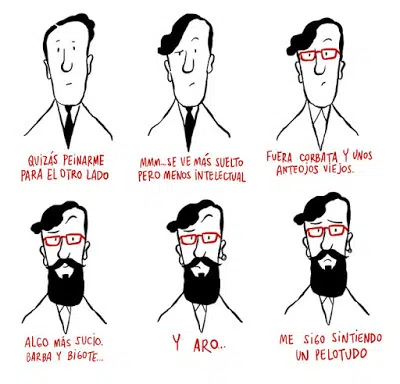 QUIZÁS PEINARME
PARA EL OTRO LADO
MMM...SE VE MÁS SUELTO
PERO MENOS INTELECTUAL
FUERA CORBATA Y UNOS
ANTEOJOS VIEJOS.
ALGO MÁS SUCIO.
BARBA Y BIGOTE...
Y ARO..
ME SIGO SINTIENDO
UN PELOTUDO